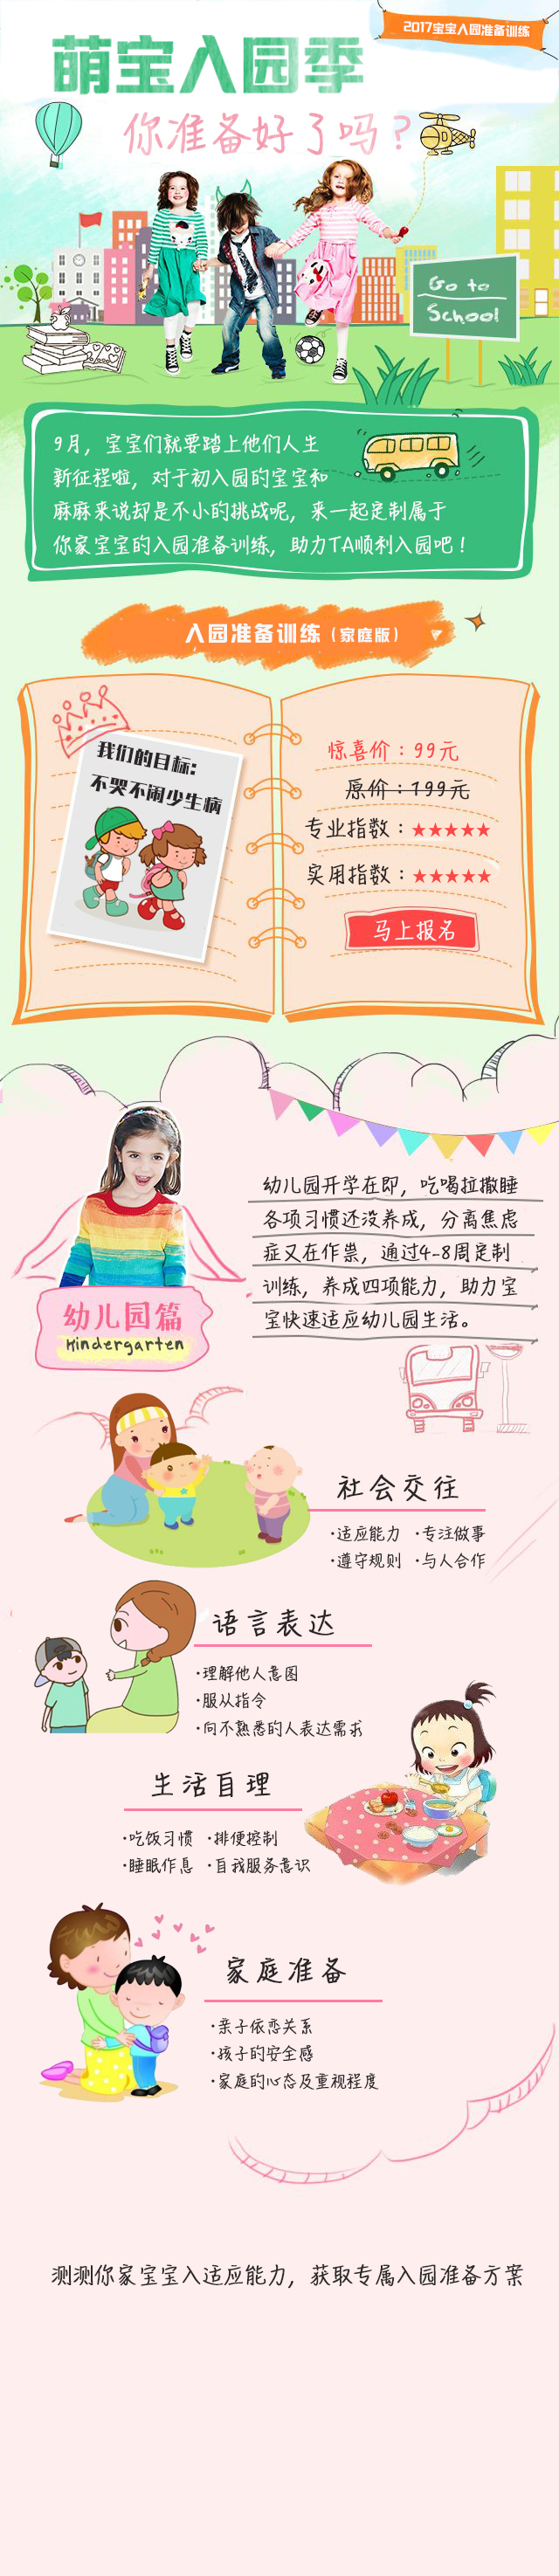 2017宝宝入园准备训练
萌宝入园季
你准备好了吗？
Go to
School
9月，宝宝们就要踏上他们人生
新征程啦，对于初入园的宝宝和
麻麻来说却是不小的挑战呢，来一起定制属于
你家宝宝的入园准备训练，助力TA顺利入园吧！
入园准备训练（家庭版）
我们的目标：
不哭不闹少生病
惊喜价：99元
原价：199元
专业指数：★★★★★
实用指数：★★★★★
马上报名
幼儿园开学在即，吃喝拉撒睡
各项习惯还没养成，分离焦虑
症又在作祟，通过4-8周定制
训练，养成四项能力，助力宝
宝快速适应幼儿园生活。
幼儿园篇
Kindergarten
社会交往
·适应能力 ·专注做事
·遵守规则 ·与人合作
语言表达
·理解他人意图
·服从指令
·向不熟悉的人表达需求
生活自理
·吃饭习惯 ·排便控制
·睡眠作息 ·自我服务意识
家庭准备
·亲子依恋关系
·孩子的安全感
·家庭的心态及重视程度
测测你家宝宝入适应能力，获取专属入园准备方案